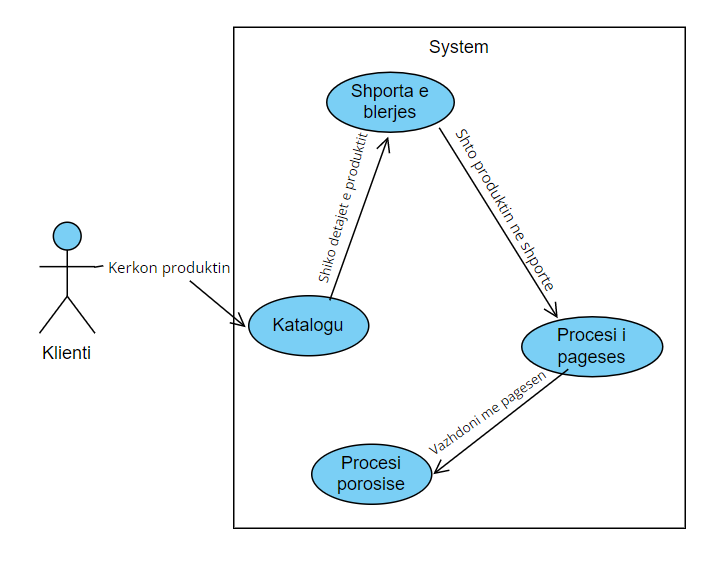 System
Shporta e
blerjes
Shiko detajet e produktit
Shto produktin ne shporte
Kerkon produktin
Katalogu
Klienti
Procesi i
pageses
Vazhdoni me pagesen
Procesi
porosise